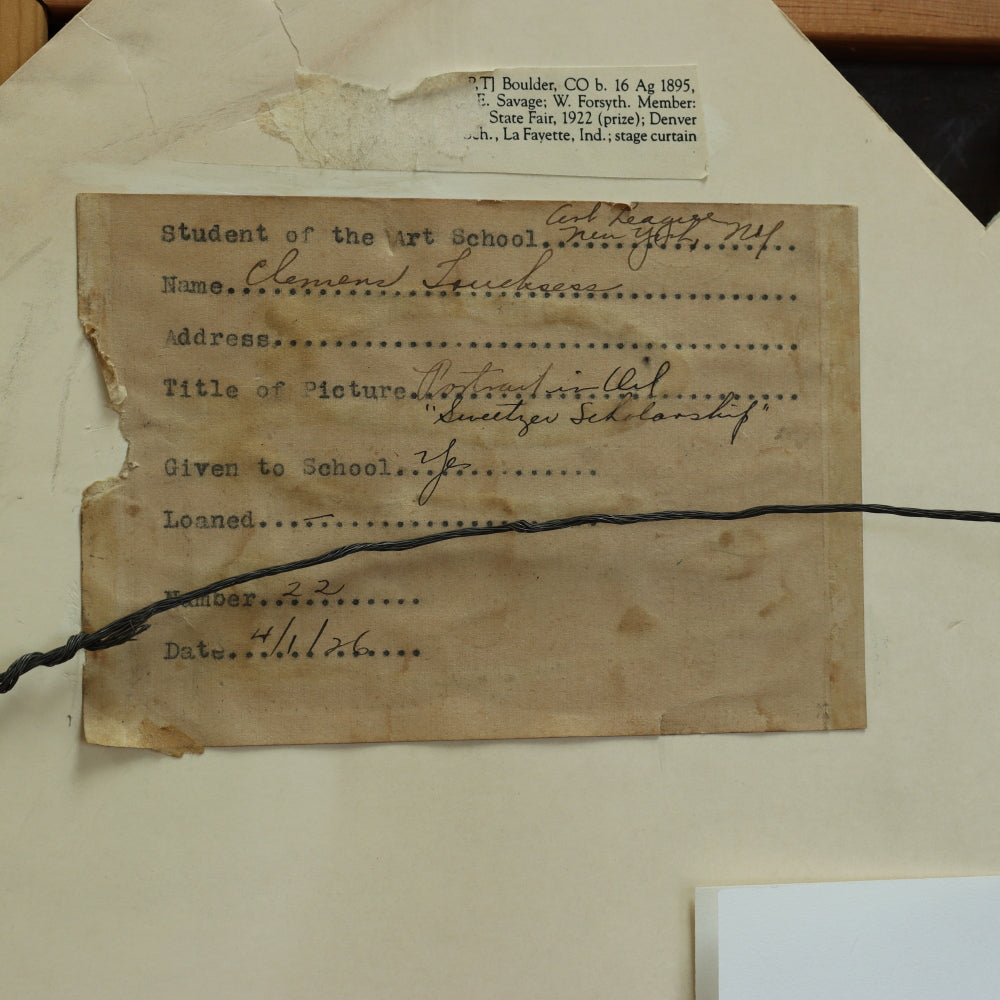 P,T] Boulder, CO b. 16 Ag 1895,
E. Savage; W. Forsyth. Member:
State Fair, 1922 (prize); Denver
Sch., La Fayette, Ind.; stage curtain
Art League
Student of the Art School..New York, NY..
Name..Clemens.............................
Address.......................................
Title of Picture.Portrait in Oil............
"Sweetzer Scholarship"
Given to School...Yes............
Loaned....–..........................
Number..22........
Date..4/1/26....